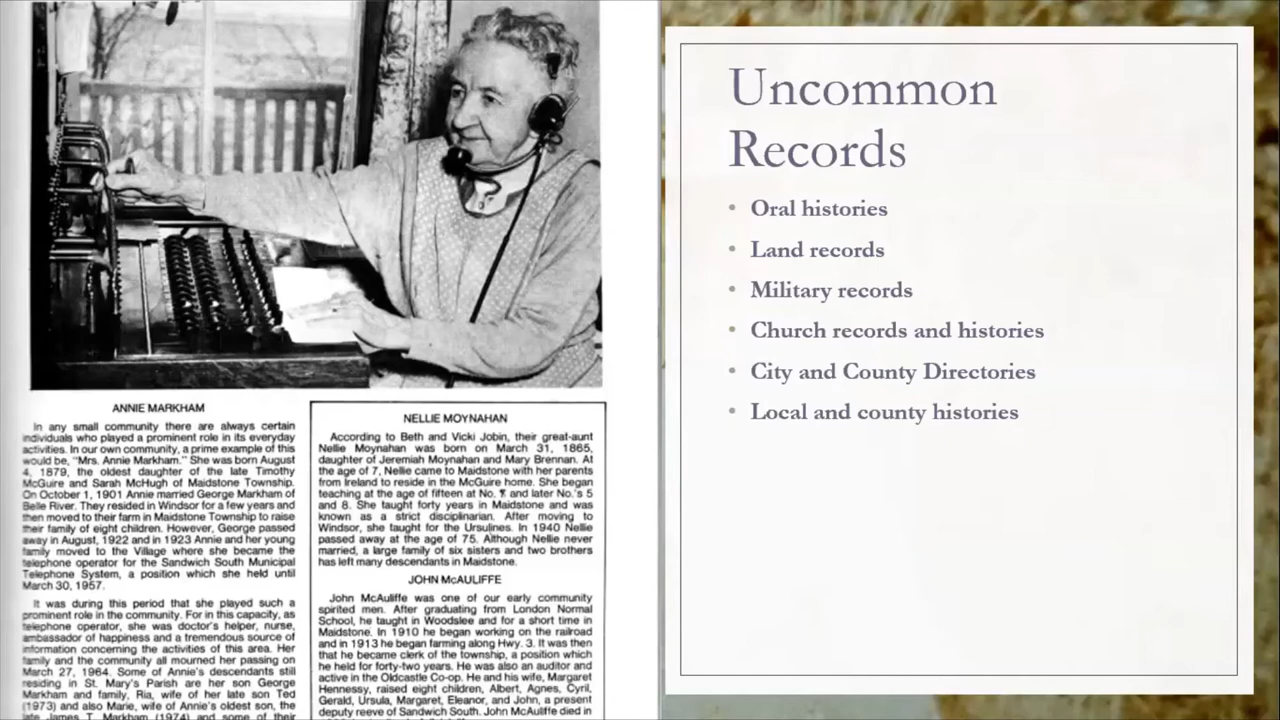 ANNIE MARKHAM
In any small community there are always certain
individuals who played a prominent role in its everyday
activities. In our own community, a prime example of this
would be, "Mrs. Annie Markham." She was born August
4, 1879, the oldest daughter of the late Timothy
McGuire and Sarah McHugh of Maidstone Township.
On October 1, 1901 Annie married George Markham of
Belle River. They resided in Windsor for a few years and
then moved to their farm in Maidstone Township to raise
their family of eight children. However, George passed
away in August, 1922 and in 1923 Annie and her young
family moved to the Village where she became the
telephone operator for the Sandwich South Municipal
Telephone System, a position which she held until
March 30, 1957.
It was during this period that she played such a
prominent role in the community. For in this capacity, as
telephone operator, she was doctor's helper, nurse,
ambassador of happiness and a tremendous source of
information concerning the activities of this area. Her
family and the community all mourned her passing on
March 27, 1964. Some of Annie's descendants still
residing in St. Mary's Parish are her son George
Markham and family, Ria, wife of her late son Ted
(1973) and also Marie, wife of Annie's oldest son, the
late James T. Markham (1974) and some of their
NELLIE MOYNAHAN
According to Beth and Vicki Jobin, their great-aunt
Nellie Moynahan was born on March 31, 1865,
daughter of Jeremiah Moynahan and Mary Brennan. At
the age of 7, Nellie came to Maidstone with her parents
from Ireland to reside in the McGuire home. She began
teaching at the age of fifteen at No. and later No.'s 5
and 8. She taught forty years in Maidstone and was
known as a strict disciplinarian. After moving to
Windsor, she taught for the Ursulines. In 1940 Nellie
passed away at the age of 75. Although Nellie never
married, a large family of six sisters and two brothers
has left many descendants in Maidstone.
JOHN McAULIFFE
John McAuliffe was one of our early community
spirited men. After graduating from London Normal
School, he taught in Woodslee and for a short time in
Maidstone. In 1910 he began working on the railroad
and in 1913 he began farming along Hwy. 3. It was then
that he became clerk of the township, a position which
he held for forty-two years. He was also an auditor and
active in the Oldcastle Co-op. He and his wife, Margaret
Hennessy, raised eight children, Albert, Agnes, Cyril,
Gerald, Ursula, Margaret, Eleanor, and John, a present
deputy reeve of Sandwich South. John McAuliffe died in
Uncommon
Records
• Oral histories
• Land records
• Military records
• Church records and histories
• City and County Directories
• Local and county histories